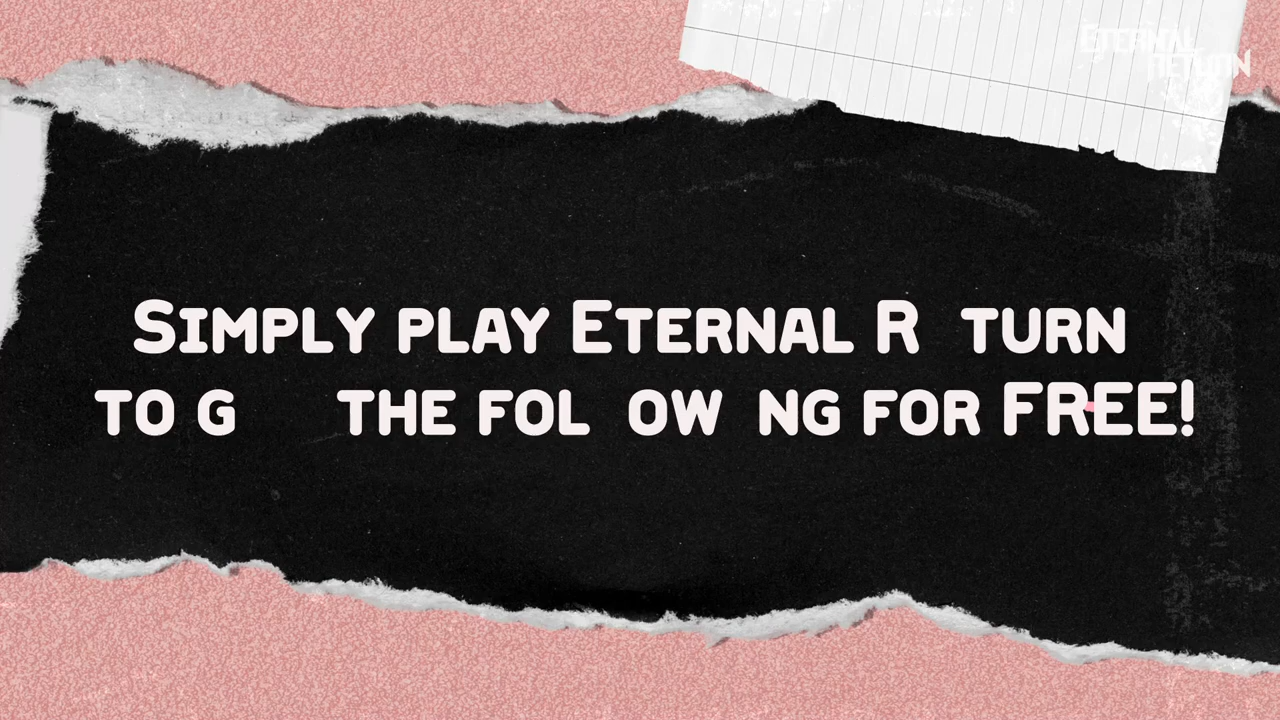 ETERNAL
RETURN
SIMPLY PLAY ETERNAL R TURN
TO G THE FOL OW NG FOR FREE!